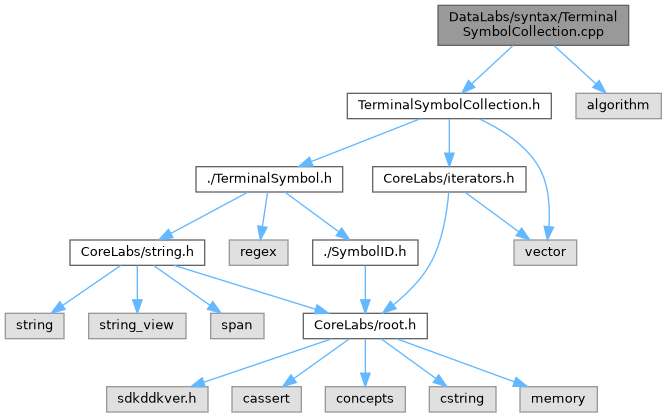 DataLabs/syntax/Terminal
SymbolCollection.cpp
TerminalSymbolCollection.h
algorithm
./TerminalSymbol.h
CoreLabs/iterators.h
CoreLabs/string.h
regex
./SymbolID.h
vector
string
string_view
span
CoreLabs/root.h
sdkddkver.h
cassert
concepts
cstring
memory